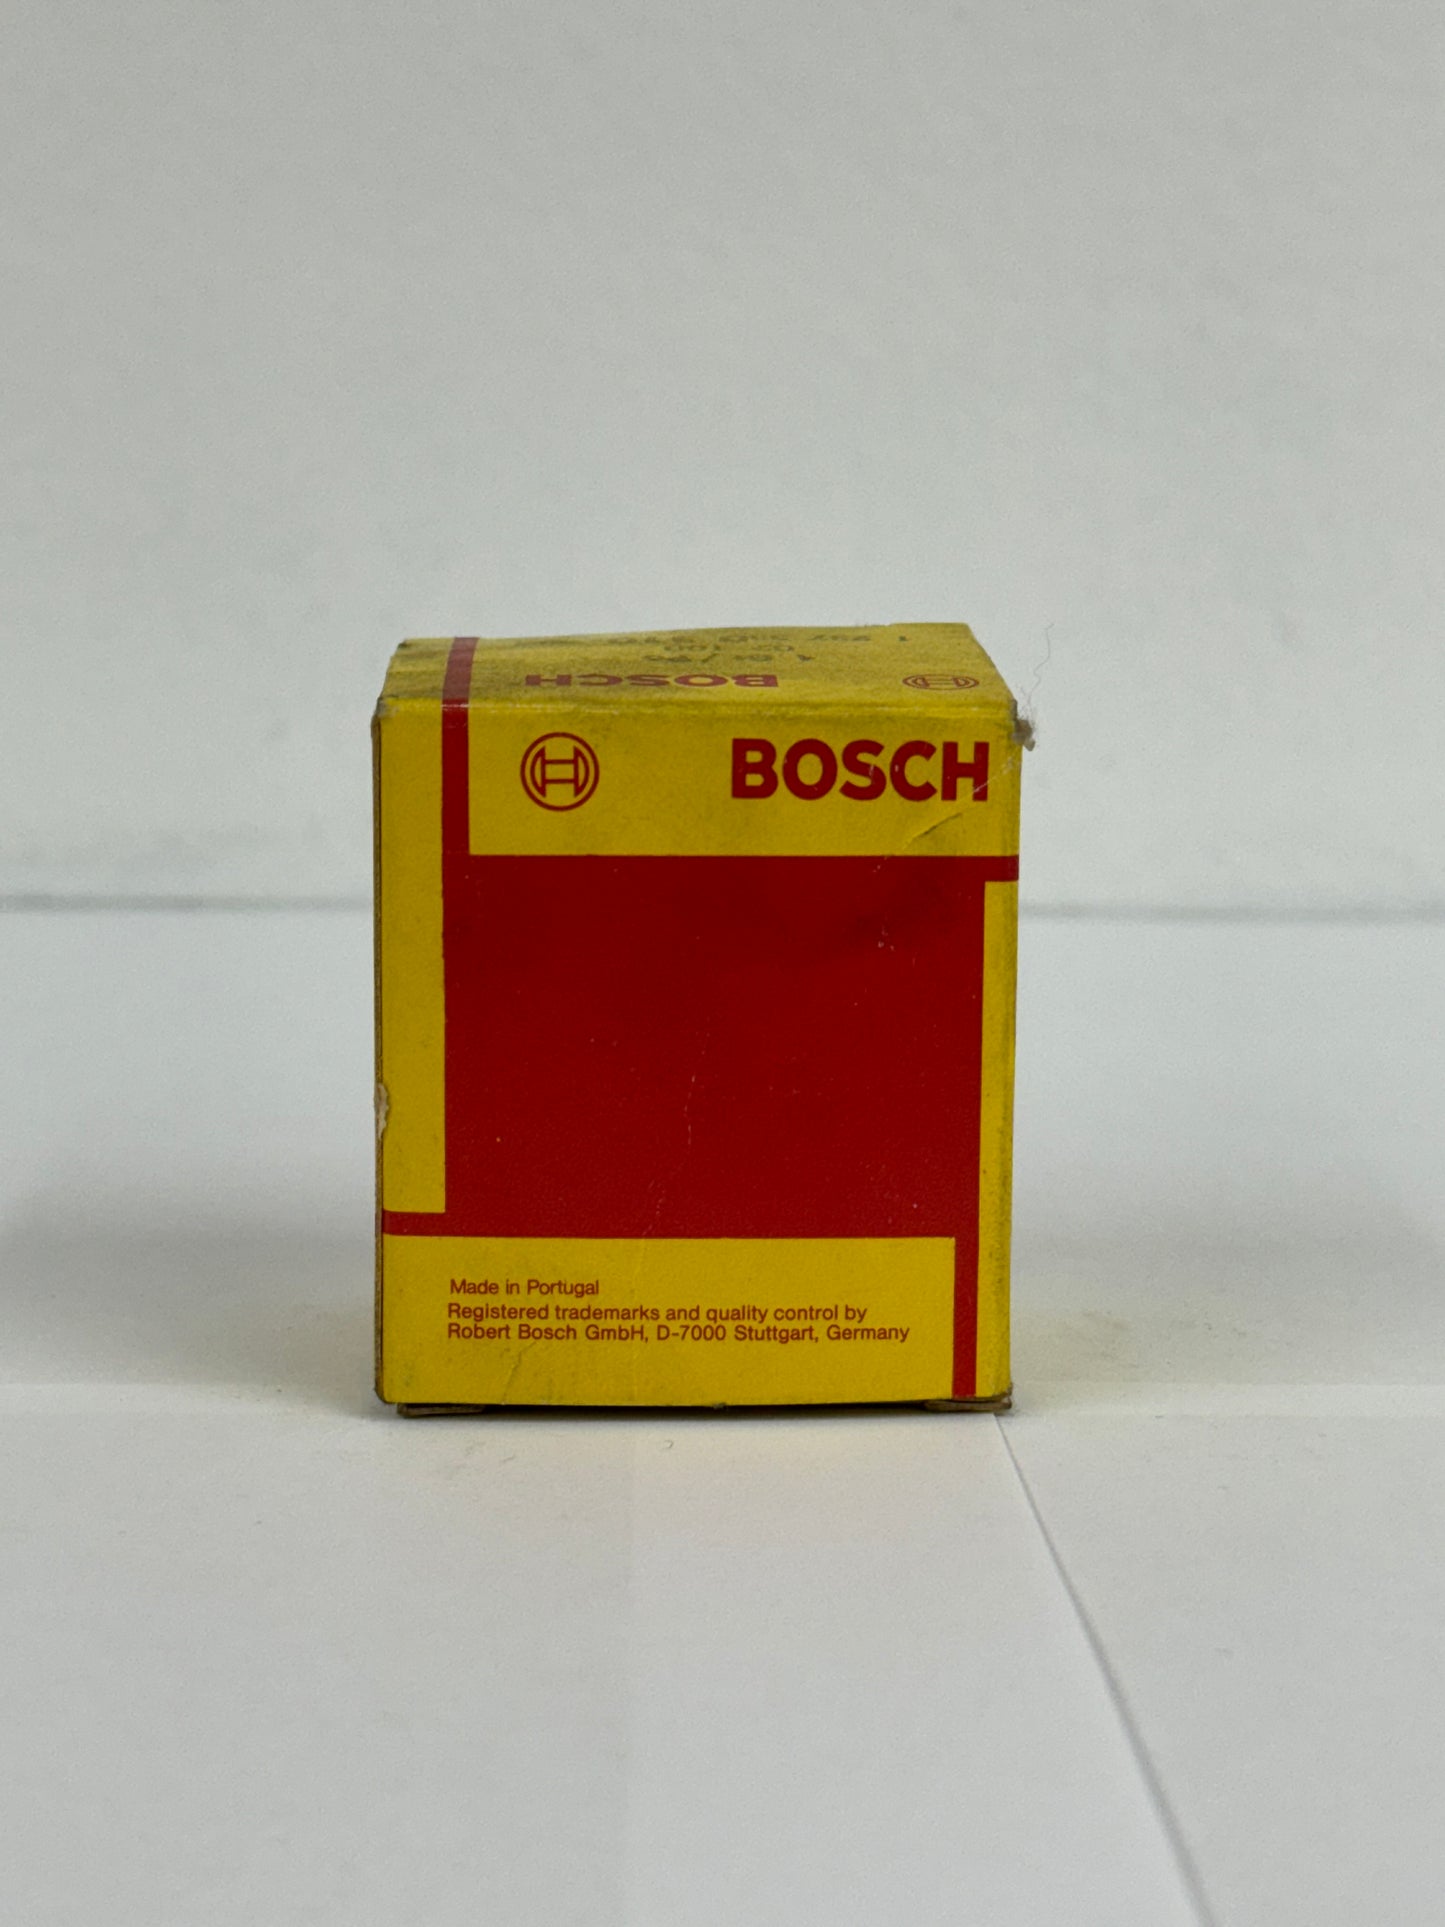 BOSCH
BOSCH
Made in Portugal
Registered trademarks and quality control by
Robert Bosch GmbH, D-7000 Stuttgart, Germany